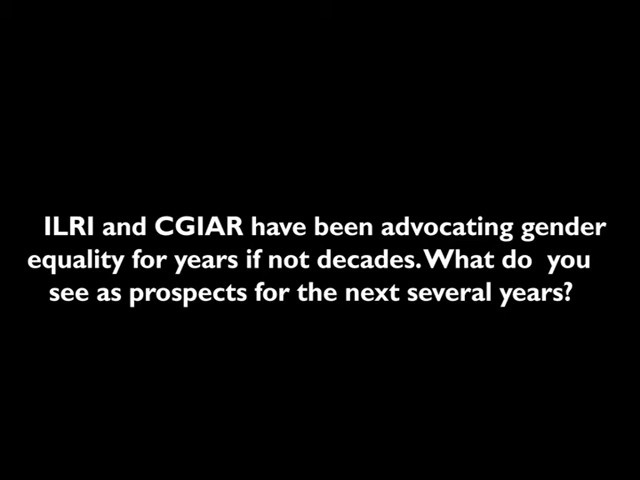 ILRI and CGIAR have been advocating gender
equality for years if not decades. What do you
see as prospects for the next several years?